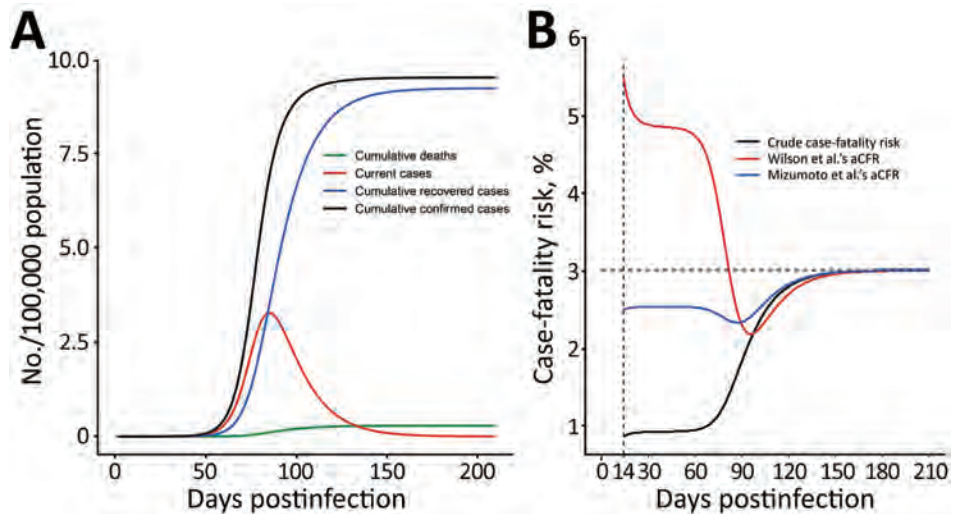 A
No./100,000 population
10.0
7.5
5.0
2.5
0
Cumulative deaths
Current cases
Cumulative recovered cases
Cumulative confirmed cases
0 50 100 150 200
Days postinfection
B
Case-fatality risk, %
6
5
4
3
2
1
Crude case-fatality risk
Wilson et al.'s aCFR
Mizumoto et al.'s aCFR
0 14 30 60 90 120 150 180 210
Days postinfection